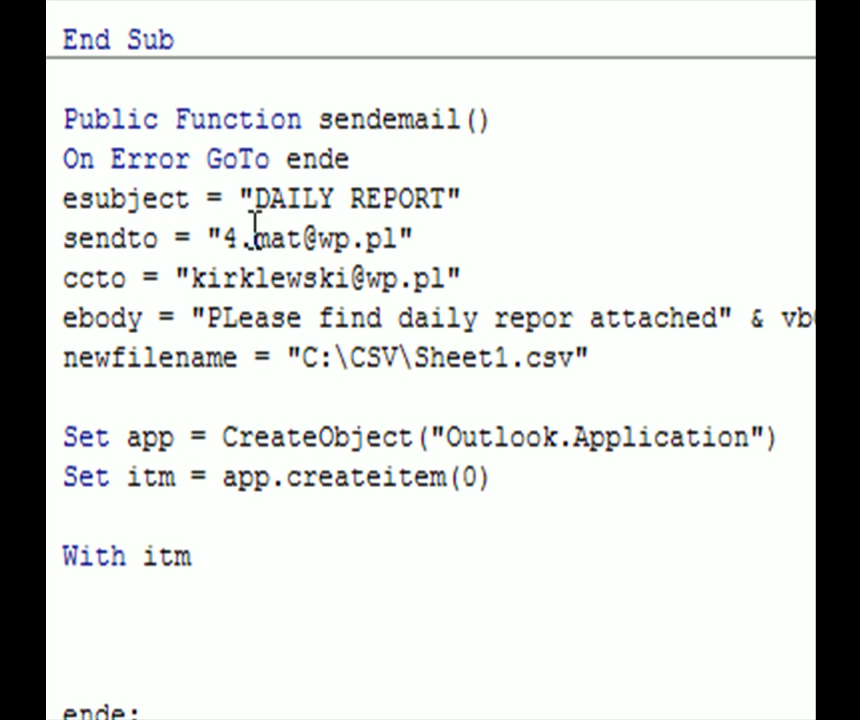 End Sub
Public Function sendemail()
On Error GoTo ende
esubject = "DAILY REPORT"
sendto = "4.mat@wp.pl"
ccto = "kirklewski@wp.pl"
ebody = "PLease find daily repor attached" & vb
newfilename = "C:\CSV\Sheet1.csv"
Set app = CreateObject("Outlook.Application")
Set itm = app.createitem(0)
With itm
ende: